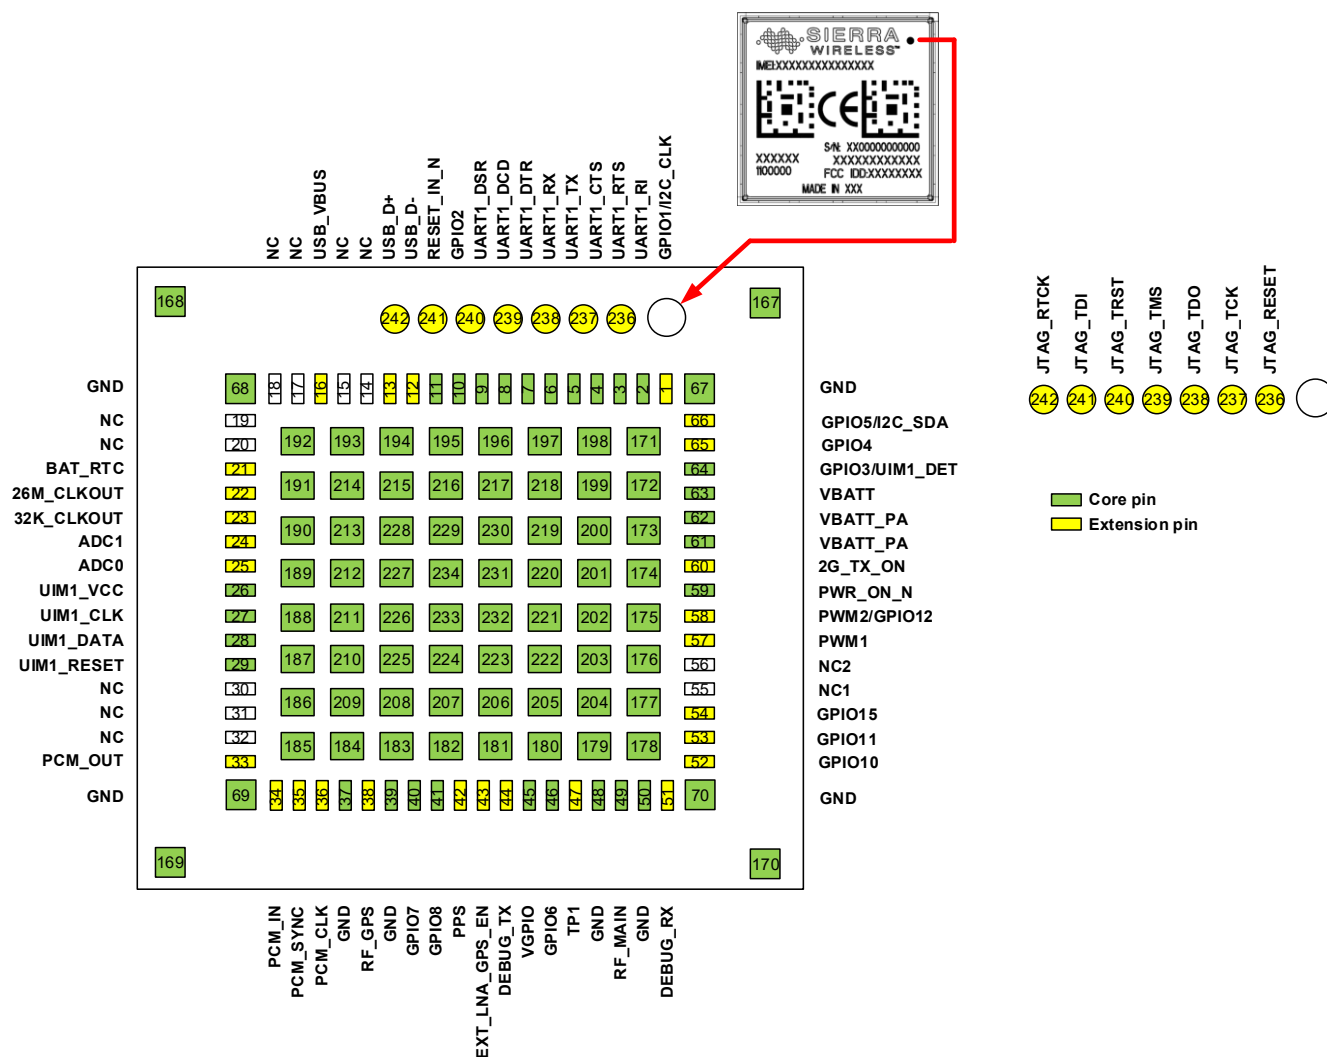 SIERRA
WIRELESS™
IMEI:XXXXXXXXXXXXXXX
S/N: XX00000000000
XXXXXX
XXXXXXXXXXXX
1100000
FCC IDD:XXXXXXXX
MADE IN XXX
NC
NC
USB_VBUS
NC
NC
USB_D+
USB_D-
RESET_IN_N
GPIO2
UART1_DSR
UART1_DCD
UART1_DTR
UART1_RX
UART1_TX
UART1_CTS
UART1_RTS
UART1_RI
GPIO1/I2C_CLK
168 167
242 241 240 239 238 237 236
68 18 17 16 15 14 13 12 11 10 9 8 7 6 5 4 3 2 1 67
GND
NC
NC
BAT_RTC
26M_CLKOUT
32K_CLKOUT
ADC1
ADC0
UIM1_VCC
UIM1_CLK
UIM1_DATA
UIM1_RESET
NC
NC
NC
PCM_OUT
GND
19
20
21
22
23
24
25
26
27
28
29
30
31
32
33
192 193 194 195 196 197 198 171
191 214 215 216 217 218 199 172
190 213 228 229 230 219 200 173
189 212 227 234 231 220 201 174
188 211 226 233 232 221 202 175
187 210 225 224 223 222 203 176
186 209 208 207 206 205 204 177
185 184 183 182 181 180 179 178
66
65
64
63
62
61
60
59
58
57
56
55
54
53
52
GND
GPIO5/I2C_SDA
GPIO4
GPIO3/UIM1_DET
VBATT
VBATT_PA
VBATT_PA
2G_TX_ON
PWR_ON_N
PWM2/GPIO12
PWM1
NC2
NC1
GPIO15
GPIO11
GPIO10
GND
69 34 35 36 37 38 39 40 41 42 43 44 45 46 47 48 49 50 51 70
169 170
PCM_IN
PCM_SYNC
PCM_CLK
GND
RF_GPS
GND
GPIO7
GPIO8
PPS
EXT_LNA_GPS_EN
DEBUG_TX
VGPIO
GPIO6
TP1
GND
RF_MAIN
GND
DEBUG_RX
JTAG_RTCK
JTAG_TDI
JTAG_TRST
JTAG_TMS
JTAG_TDO
JTAG_TCK
JTAG_RESET
242 241 240 239 238 237 236
Core pin
Extension pin